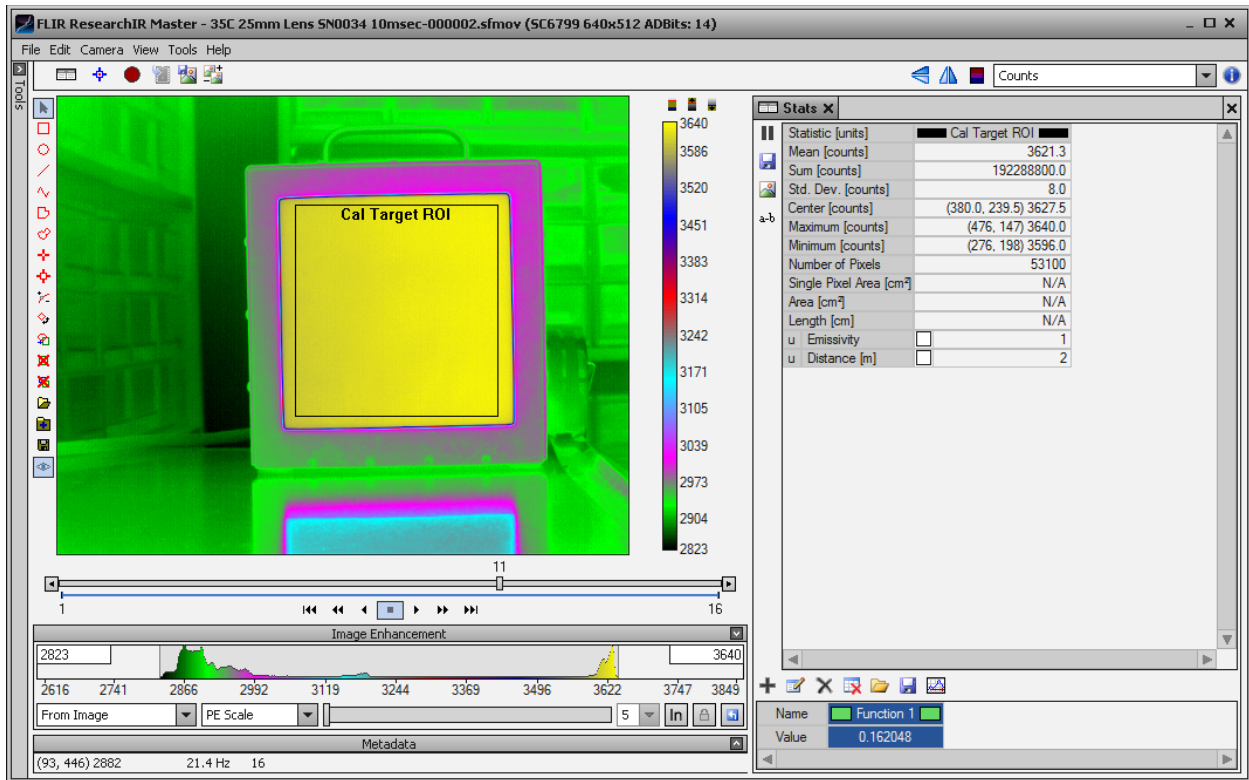 FLIR ResearchIR Master - 35C 25mm Lens SN0034 10msec-000002.sfmov (SC6799 640x512 ADBits: 14)
File Edit Camera View Tools Help
Tools
Counts
Cal Target ROI
3640
3586
3520
3451
3383
3314
3242
3171
3105
3039
2973
2904
2823
11
1 16
Image Enhancement
2823 3640
2616 2741 2866 2992 3119 3244 3369 3496 3622 3747 3849
From Image PE Scale 5 In
Metadata
(93, 446) 2882 21.4 Hz 16
Stats
a-b
Statistic [units] Cal Target ROI
Mean [counts] 3621.3
Sum [counts] 192288800.0
Std. Dev. [counts] 8.0
Center [counts] (380.0, 239.5) 3627.5
Maximum [counts] (476, 147) 3640.0
Minimum [counts] (276, 198) 3596.0
Number of Pixels 53100
Single Pixel Area [cm²] N/A
Area [cm²] N/A
Length [cm] N/A
u Emissivity 1
u Distance [m] 2
Name Function 1
Value 0.162048